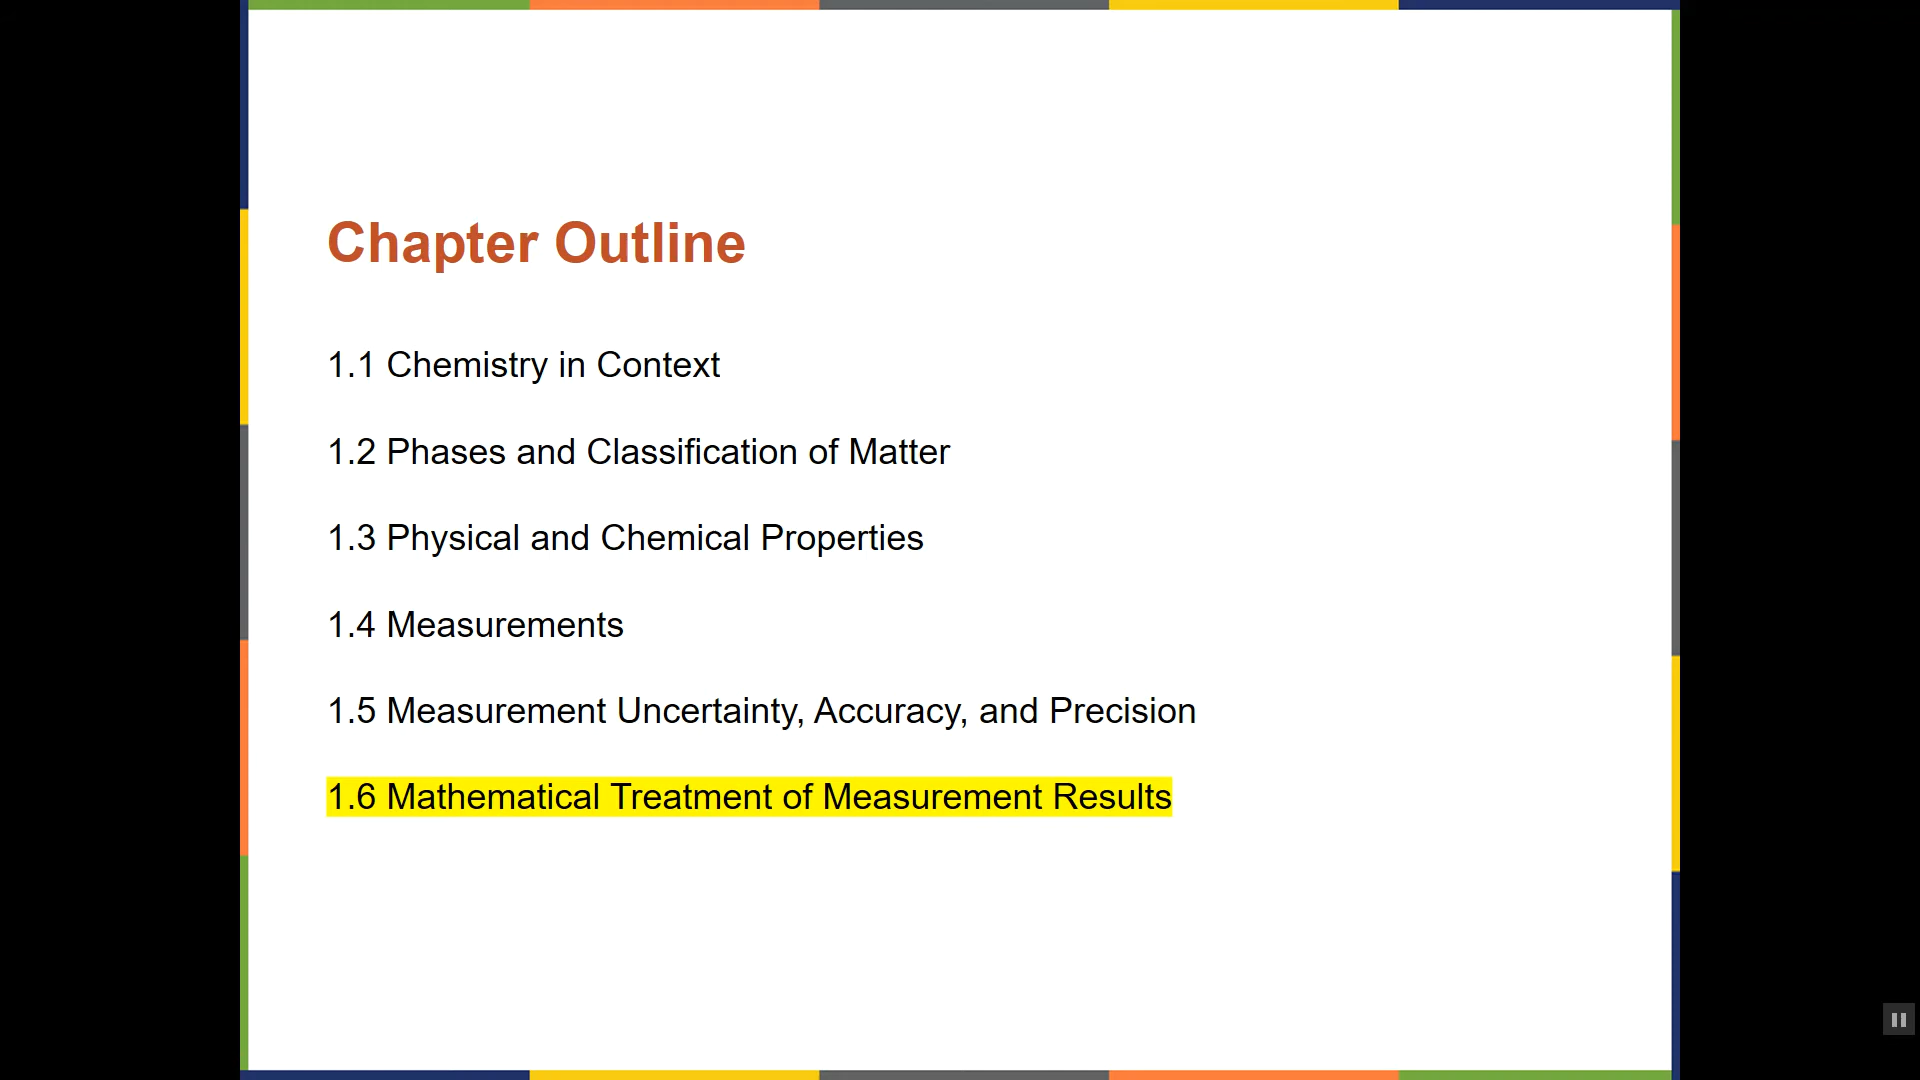 Chapter Outline
1.1 Chemistry in Context
1.2 Phases and Classification of Matter
1.3 Physical and Chemical Properties
1.4 Measurements
1.5 Measurement Uncertainty, Accuracy, and Precision
1.6 Mathematical Treatment of Measurement Results